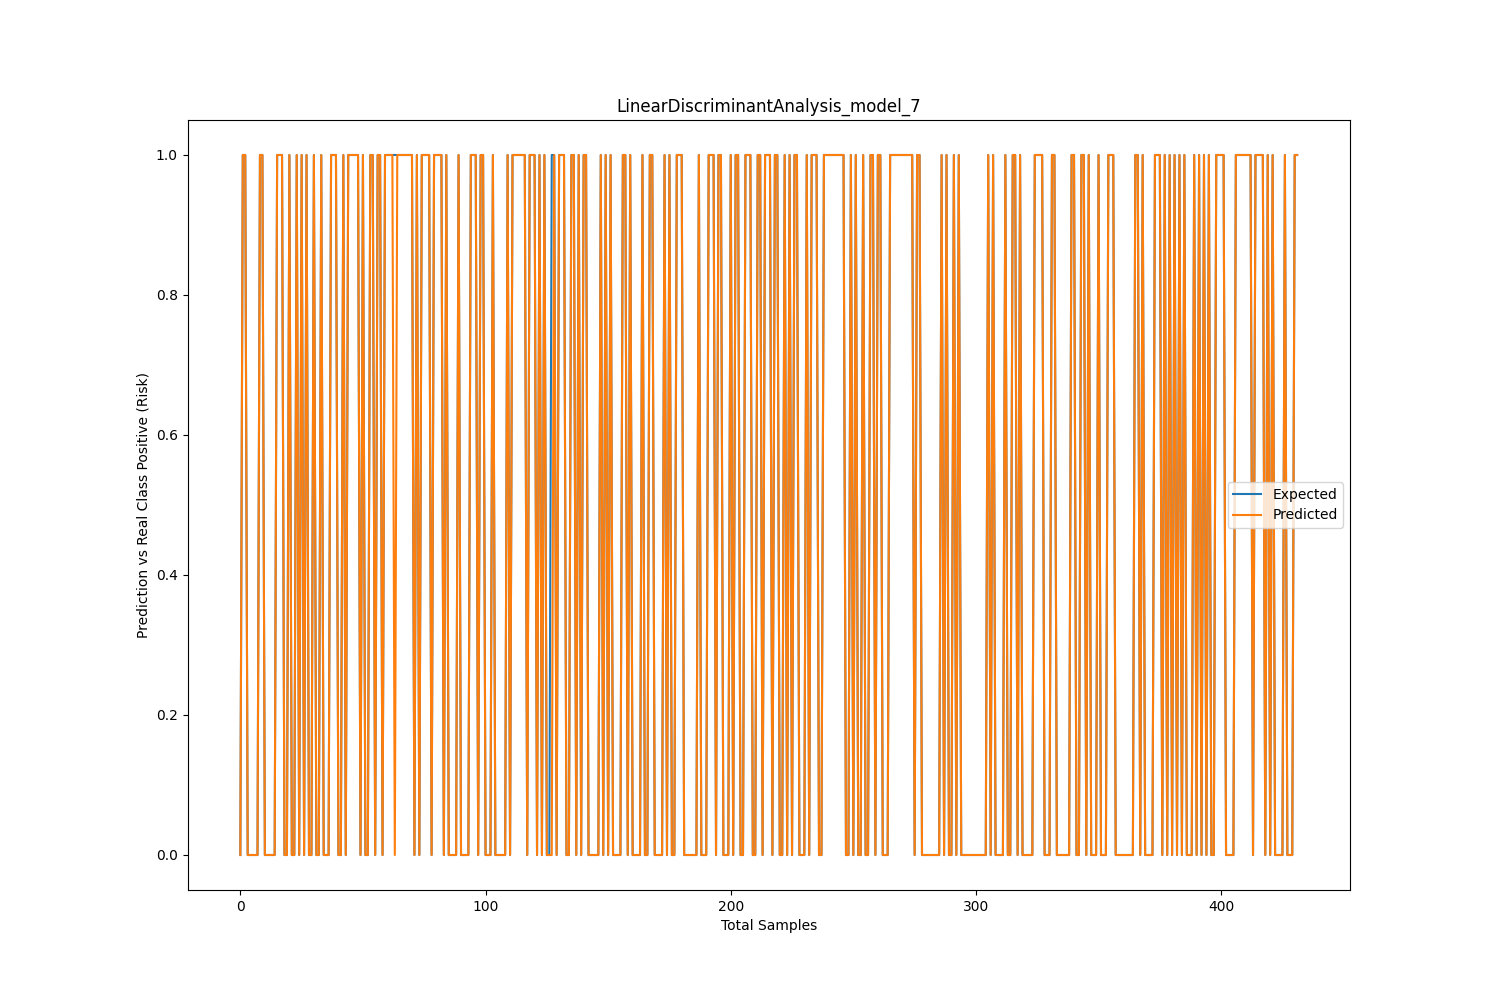 LinearDiscriminantAnalysis_model_7
1.0
0.8
0.6
0.4
0.2
0.0
Prediction vs Real Class Positive (Risk)
Expected
Predicted
0 100 200 300 400
Total Samples